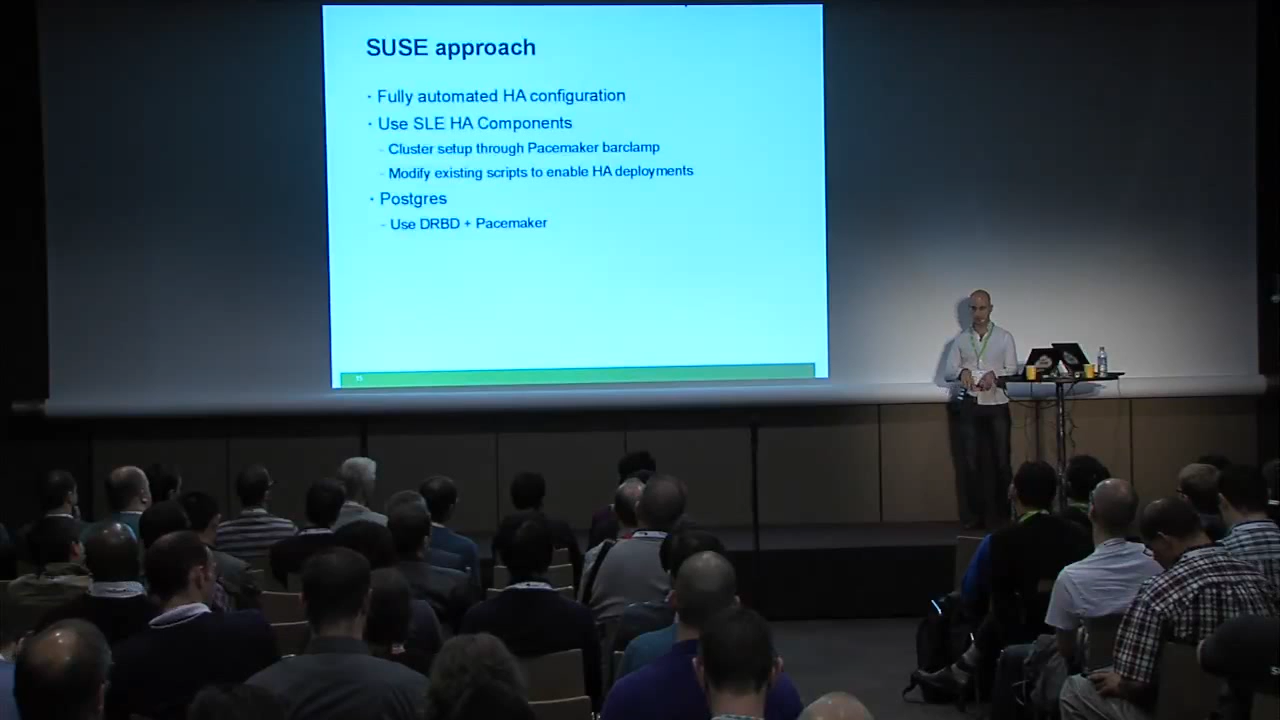 SUSE approach
· Fully automated HA configuration
· Use SLE HA Components
- Cluster setup through Pacemaker barclamp
- Modify existing scripts to enable HA deployments
· Postgres
- Use DRBD + Pacemaker
15